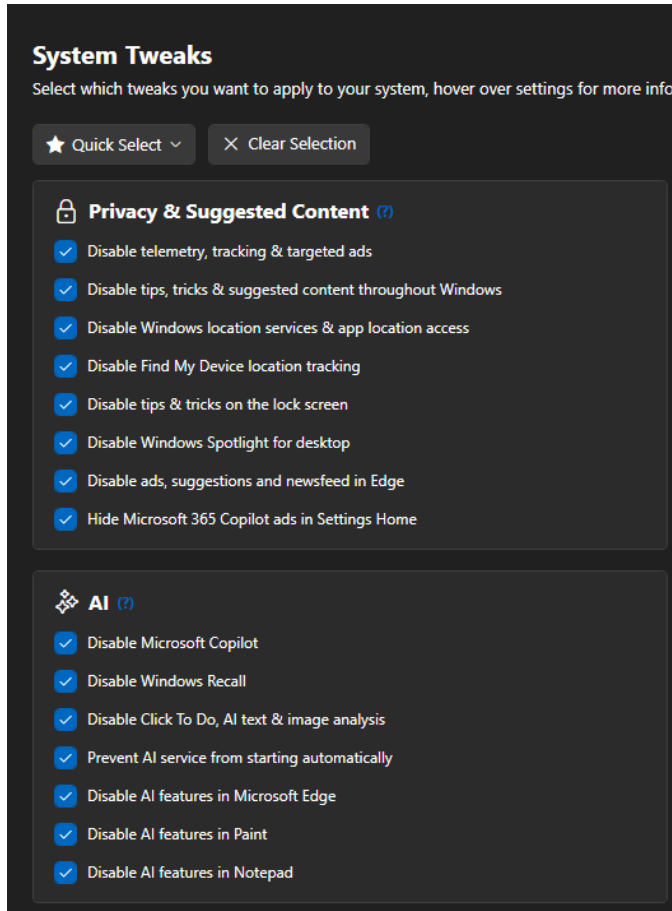 System Tweaks
Select which tweaks you want to apply to your system, hover over settings for more info
Quick Select
Clear Selection
Privacy & Suggested Content (?)
Disable telemetry, tracking & targeted ads
Disable tips, tricks & suggested content throughout Windows
Disable Windows location services & app location access
Disable Find My Device location tracking
Disable tips & tricks on the lock screen
Disable Windows Spotlight for desktop
Disable ads, suggestions and newsfeed in Edge
Hide Microsoft 365 Copilot ads in Settings Home
AI (?)
Disable Microsoft Copilot
Disable Windows Recall
Disable Click To Do, AI text & image analysis
Prevent AI service from starting automatically
Disable AI features in Microsoft Edge
Disable AI features in Paint
Disable AI features in Notepad